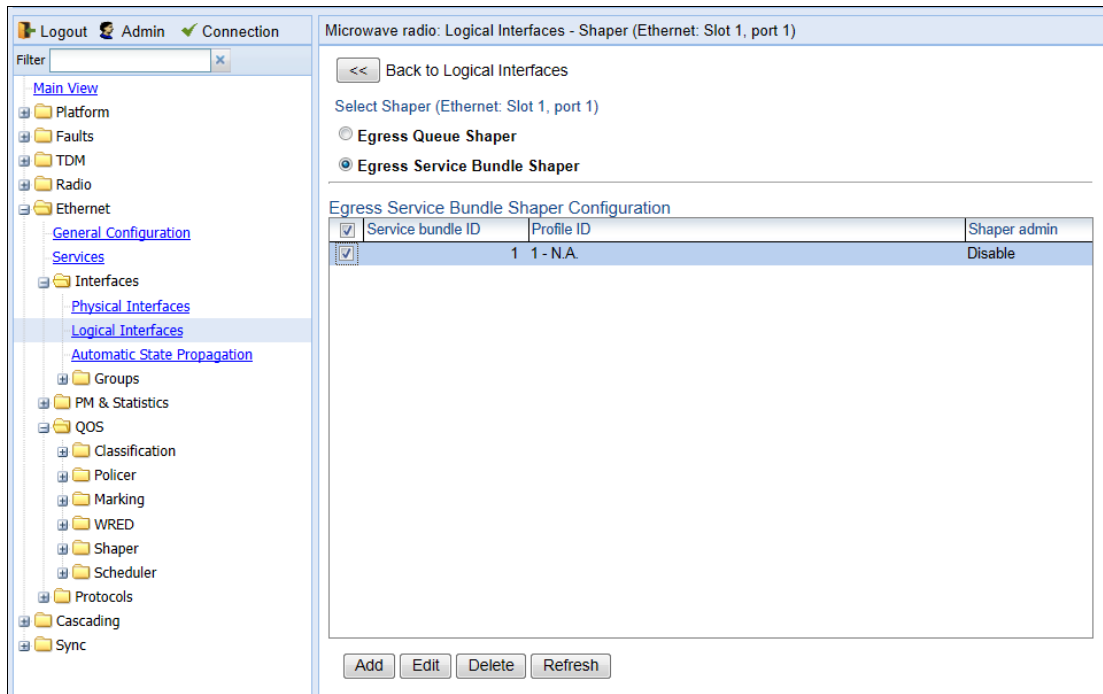 Logout Admin Connection
Filter
Main View
Platform
Faults
TDM
Radio
Ethernet
General Configuration
Services
Interfaces
Physical Interfaces
Logical Interfaces
Automatic State Propagation
Groups
PM & Statistics
QOS
Classification
Policer
Marking
WRED
Shaper
Scheduler
Protocols
Cascading
Sync
Microwave radio: Logical Interfaces - Shaper (Ethernet: Slot 1, port 1)
<< Back to Logical Interfaces
Select Shaper (Ethernet: Slot 1, port 1)
Egress Queue Shaper
Egress Service Bundle Shaper
Egress Service Bundle Shaper Configuration
Service bundle ID Profile ID Shaper admin
1 1 - N.A. Disable
Add Edit Delete Refresh